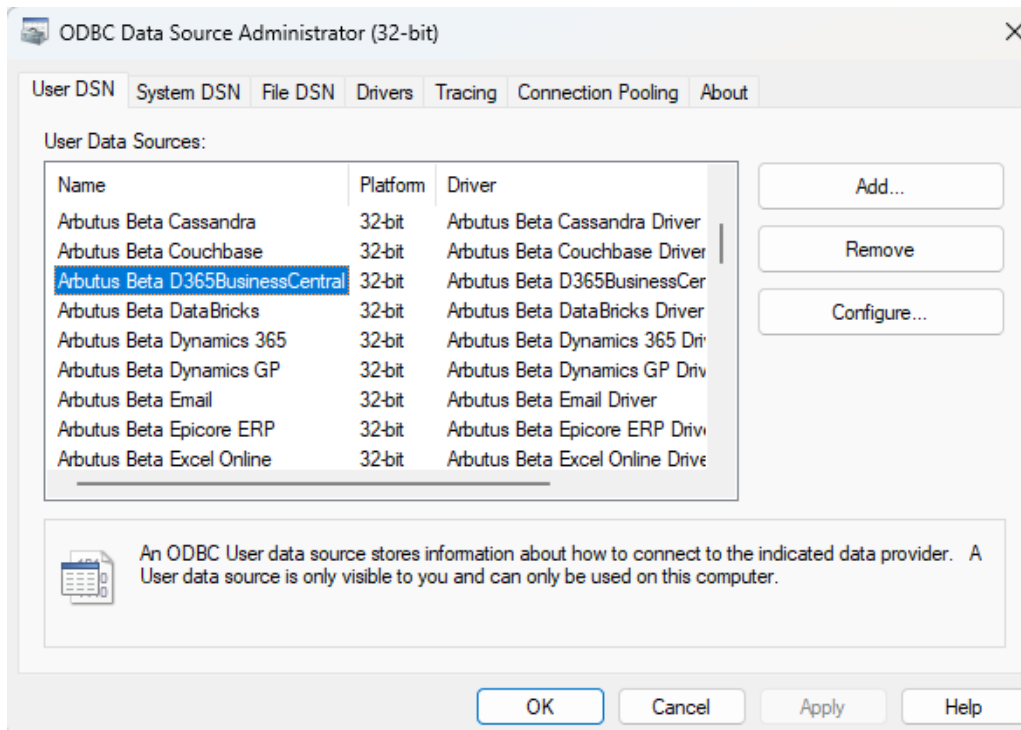 ODBC Data Source Administrator (32-bit)
User DSN System DSN File DSN Drivers Tracing Connection Pooling About
User Data Sources:
Name Platform Driver
Arbutus Beta Cassandra 32-bit Arbutus Beta Cassandra Driver
Arbutus Beta Couchbase 32-bit Arbutus Beta Couchbase Driver
Arbutus Beta D365BusinessCentral 32-bit Arbutus Beta D365BusinessCer
Arbutus Beta DataBricks 32-bit Arbutus Beta DataBricks Driver
Arbutus Beta Dynamics 365 32-bit Arbutus Beta Dynamics 365 Dri
Arbutus Beta Dynamics GP 32-bit Arbutus Beta Dynamics GP Driv
Arbutus Beta Email 32-bit Arbutus Beta Email Driver
Arbutus Beta Epicore ERP 32-bit Arbutus Beta Epicore ERP Drive
Arbutus Beta Excel Online 32-bit Arbutus Beta Excel Online Drive
Add...
Remove
Configure...
An ODBC User data source stores information about how to connect to the indicated data provider. A
User data source is only visible to you and can only be used on this computer.
OK Cancel Apply Help